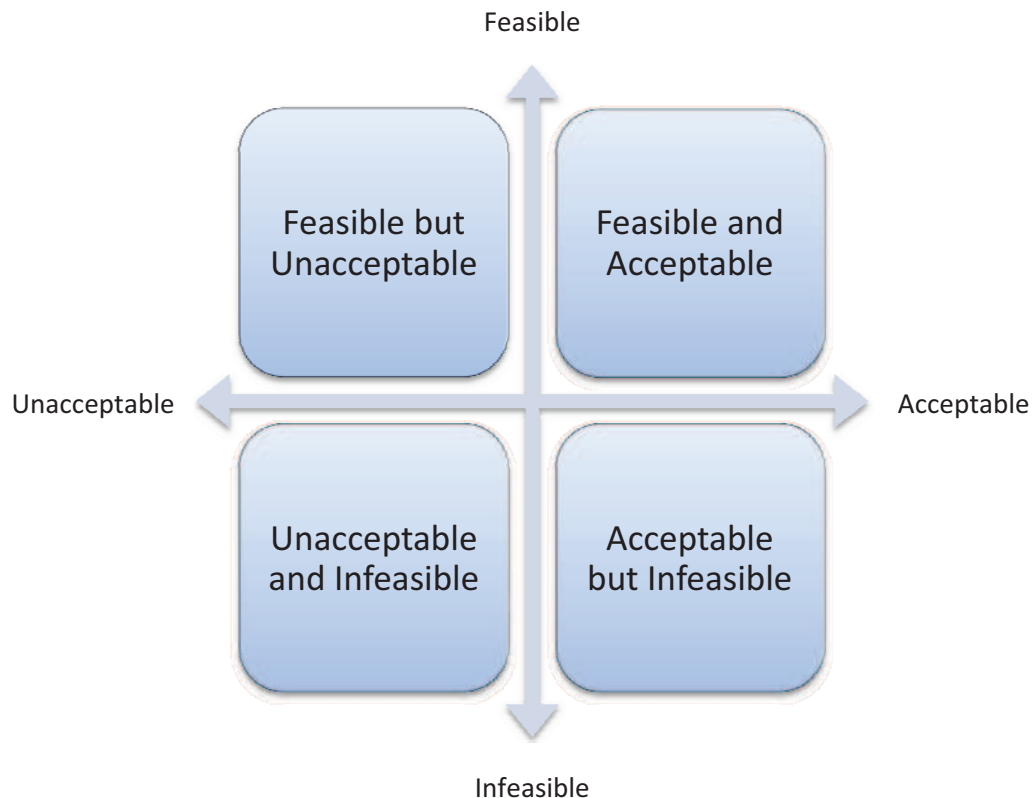 Feasible
Feasible but
Unacceptable
Feasible and
Acceptable
Unacceptable
Acceptable
Unacceptable
and Infeasible
Acceptable
but Infeasible
Infeasible